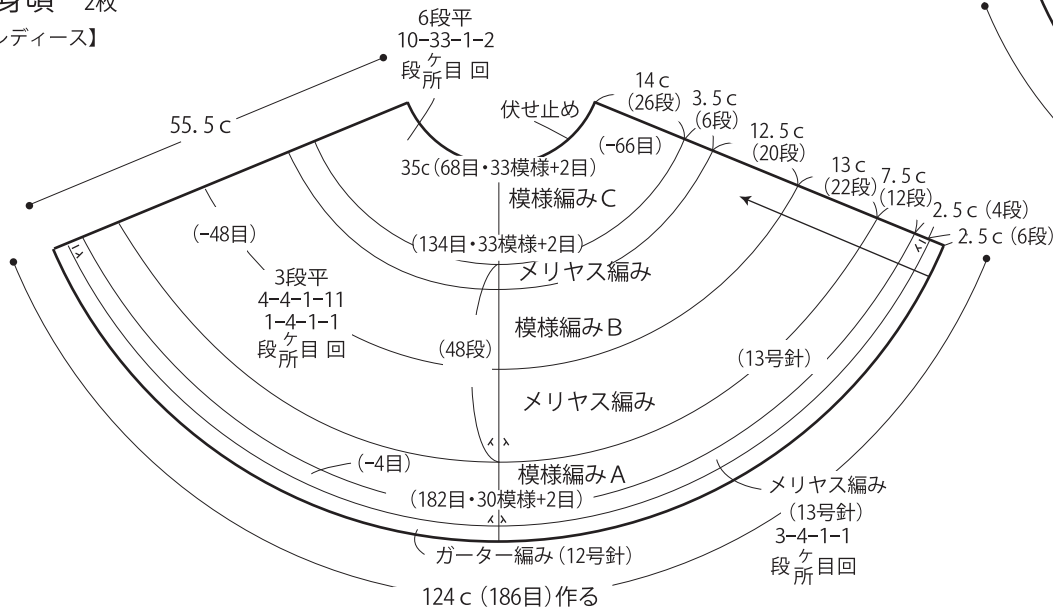 身頃 2枚
レディース】
6段平
10-33-1-2
段ヶ所目回
55.5c
伏せ止め
14c
(26段)
3.5c
(6段)
12.5c
(20段)
13c
(22段)
7.5c
(12段)
2.5c (4段)
2.5c (6段)
(-66目)
35c (68目・33模様+2目)
模様編みC
(-48目)
(134目・33模様+2目)
メリヤス編み
3段平
4-4-1-11
1-4-1-1
段ヶ所目回
模様編みB
(48段)
(13号針)
メリヤス編み
(-4目)
模様編みA
(182目・30模様+2目)
メリヤス編み
(13号針)
3-4-1-1
段ヶ所目回
ガーター編み (12号針)
124c (186目) 作る